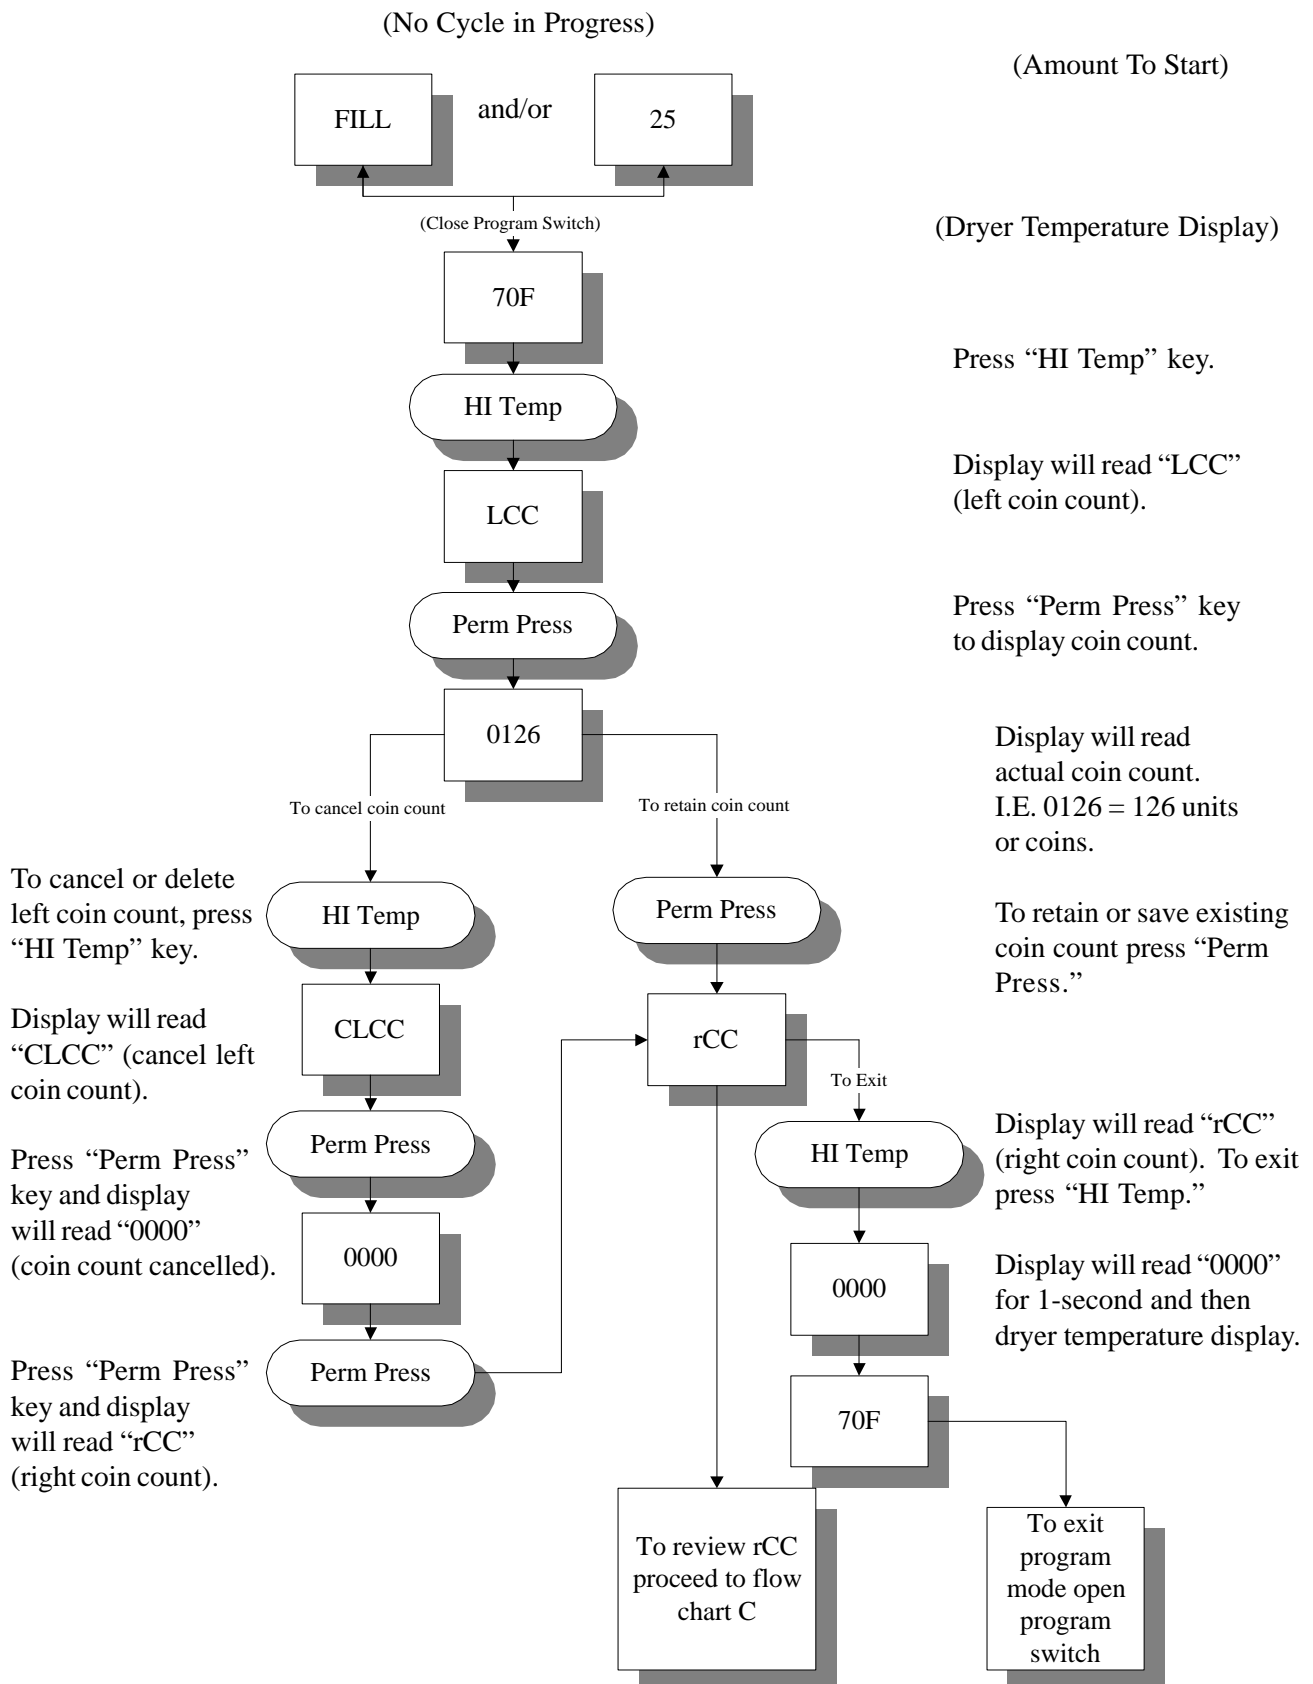 (No Cycle in Progress)
(Amount To Start)
FILL
and/or
25
(Close Program Switch)
(Dryer Temperature Display)
70F
Press “HI Temp” key.
HI Temp
Display will read “LCC”
(left coin count).
LCC
Press “Perm Press” key
to display coin count.
Perm Press
0126
Display will read
actual coin count.
I.E. 0126 = 126 units
or coins.
To cancel coin count
To retain coin count
To cancel or delete
left coin count, press
“HI Temp” key.
HI Temp
Perm Press
To retain or save existing
coin count press “Perm
Press.”
Display will read
“CLCC” (cancel left
coin count).
CLCC
rCC
To Exit
Press “Perm Press”
key and display
will read “0000”
(coin count cancelled).
Perm Press
HI Temp
Display will read “rCC”
(right coin count). To exit
press “HI Temp.”
0000
0000
Display will read “0000”
for 1-second and then
dryer temperature display.
Press “Perm Press”
key and display
will read “rCC”
(right coin count).
Perm Press
70F
To review rCC
proceed to flow
chart C
To exit
program
mode open
program
switch